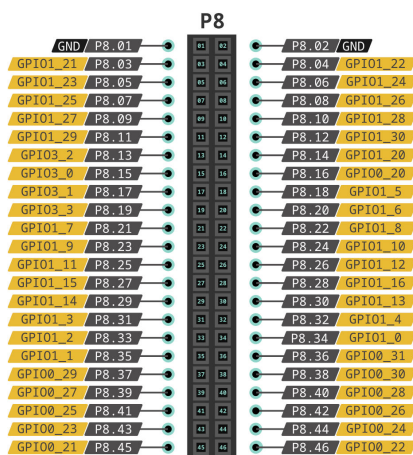 P8
GND P8.01 01 02 P8.02 GND
GPIO1_21 P8.03 03 04 P8.04 GPIO1_22
GPIO1_23 P8.05 05 06 P8.06 GPIO1_24
GPIO1_25 P8.07 07 08 P8.08 GPIO1_26
GPIO1_27 P8.09 09 10 P8.10 GPIO1_28
GPIO1_29 P8.11 11 12 P8.12 GPIO1_30
GPIO3_2 P8.13 13 14 P8.14 GPIO1_20
GPIO3_0 P8.15 15 16 P8.16 GPIO0_20
GPIO3_1 P8.17 17 18 P8.18 GPIO1_5
GPIO3_3 P8.19 19 20 P8.20 GPIO1_6
GPIO1_7 P8.21 21 22 P8.22 GPIO1_8
GPIO1_9 P8.23 23 24 P8.24 GPIO1_10
GPIO1_11 P8.25 25 26 P8.26 GPIO1_12
GPIO1_15 P8.27 27 28 P8.28 GPIO1_16
GPIO1_14 P8.29 29 30 P8.30 GPIO1_13
GPIO1_3 P8.31 31 32 P8.32 GPIO1_4
GPIO1_2 P8.33 33 34 P8.34 GPIO1_0
GPIO1_1 P8.35 35 36 P8.36 GPIO0_31
GPIO0_29 P8.37 37 38 P8.38 GPIO0_30
GPIO0_27 P8.39 39 40 P8.40 GPIO0_28
GPIO0_25 P8.41 41 42 P8.42 GPIO0_26
GPIO0_23 P8.43 43 44 P8.44 GPIO0_24
GPIO0_21 P8.45 45 46 P8.46 GPIO0_22